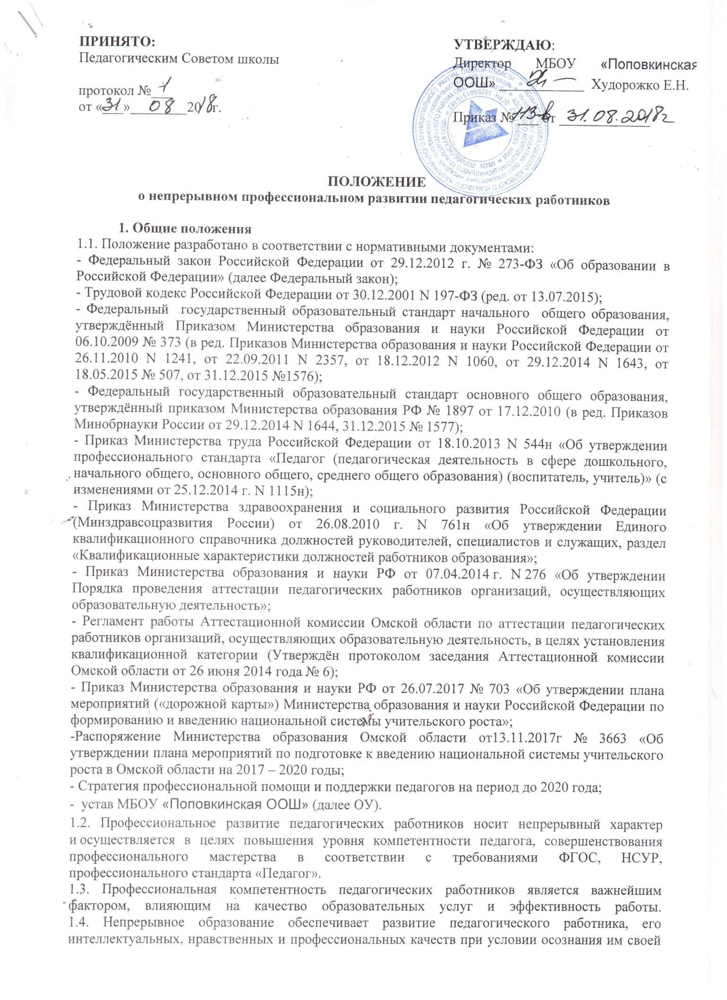 ПРИНЯТО:
Педагогическим Советом школы
протокол № 1
от «31» 08 2018г.
УТВЕРЖДАЮ:
Директор МБОУ «Поповкинская
ООШ» Худорожко Е.Н.
Приказ № 113-в от 31.08.2018г
ПОЛОЖЕНИЕ
о непрерывном профессиональном развитии педагогических работников
1. Общие положения
1.1. Положение разработано в соответствии с нормативными документами:
- Федеральный закон Российской Федерации от 29.12.2012 г. № 273-ФЗ «Об образовании в
Российской Федерации» (далее Федеральный закон);
- Трудовой кодекс Российской Федерации от 30.12.2001 N 197-ФЗ (ред. от 13.07.2015);
- Федеральный государственный образовательный стандарт начального общего образования,
утверждённый Приказом Министерства образования и науки Российской Федерации от
06.10.2009 № 373 (в ред. Приказов Министерства образования и науки Российской Федерации от
26.11.2010 N 1241, от 22.09.2011 N 2357, от 18.12.2012 N 1060, от 29.12.2014 N 1643, от
18.05.2015 № 507, от 31.12.2015 №1576);
- Федеральный государственный образовательный стандарт основного общего образования,
утверждённый приказом Министерства образования РФ № 1897 от 17.12.2010 (в ред. Приказов
Минобрнауки России от 29.12.2014 N 1644, 31.12.2015 № 1577);
- Приказ Министерства труда Российской Федерации от 18.10.2013 N 544н «Об утверждении
профессионального стандарта «Педагог (педагогическая деятельность в сфере дошкольного,
начального общего, основного общего, среднего общего образования) (воспитатель, учитель)» (с
изменениями от 25.12.2014 г. N 1115н);
- Приказ Министерства здравоохранения и социального развития Российской Федерации
(Минздравсоцразвития России) от 26.08.2010 г. N 761н «Об утверждении Единого
квалификационного справочника должностей руководителей, специалистов и служащих, раздел
«Квалификационные характеристики должностей работников образования»;
- Приказ Министерства образования и науки РФ от 07.04.2014 г. N 276 «Об утверждении
Порядка проведения аттестации педагогических работников организаций, осуществляющих
образовательную деятельность»;
- Регламент работы Аттестационной комиссии Омской области по аттестации педагогических
работников организаций, осуществляющих образовательную деятельность, в целях установления
квалификационной категории (Утверждён протоколом заседания Аттестационной комиссии
Омской области от 26 июня 2014 года № 6);
- Приказ Министерства образования и науки РФ от 26.07.2017 № 703 «Об утверждении плана
мероприятий («дорожной карты») Министерства образования и науки Российской Федерации по
формированию и введению национальной системы учительского роста»;
-Распоряжение Министерства образования Омской области от13.11.2017г № 3663 «Об
утверждении плана мероприятий по подготовке к введению национальной системы учительского
роста в Омской области на 2017 – 2020 годы;
- Стратегия профессиональной помощи и поддержки педагогов на период до 2020 года;
- устав МБОУ «Поповкинская ООШ» (далее ОУ).
1.2. Профессиональное развитие педагогических работников носит непрерывный характер
и осуществляется в целях повышения уровня компетентности педагога, совершенствования
профессионального мастерства в соответствии с требованиями ФГОС, НСУР,
профессионального стандарта «Педагог».
1.3. Профессиональная компетентность педагогических работников является важнейшим
фактором, влияющим на качество образовательных услуг и эффективность работы.
1.4. Непрерывное образование обеспечивает развитие педагогического работника, его
интеллектуальных, нравственных и профессиональных качеств при условии осознания им своей